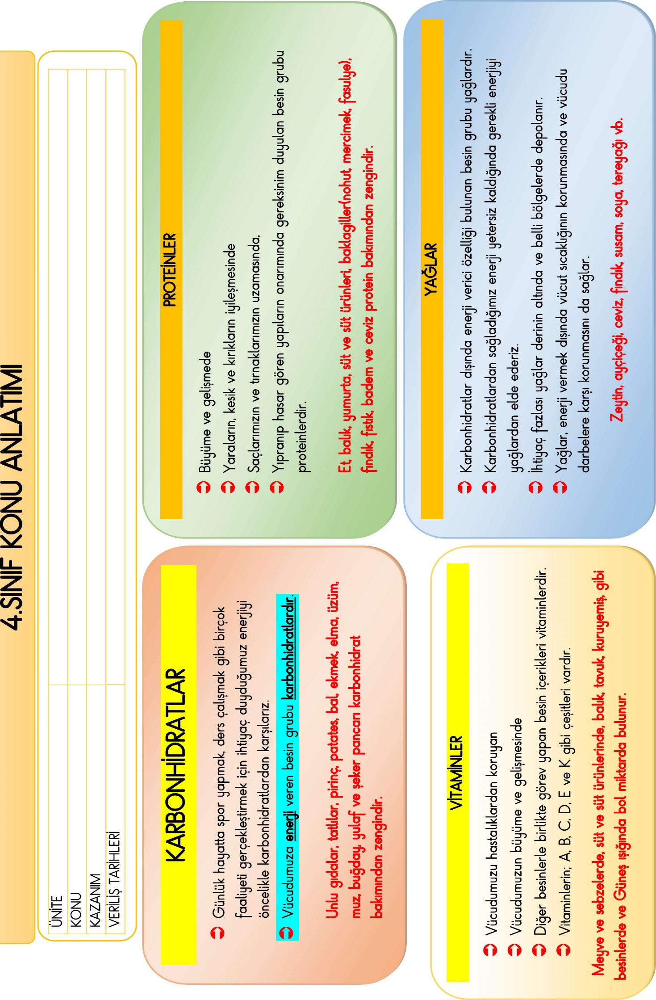 4.SINIF KONU ANLATIMI
ÜNİTE
KONU
KAZANIM
VERİLİŞ TARİHLERİ
KARBONHİDRATLAR
Günlük hayatta spor yapmak, ders çalışmak gibi birçok
faaliyeti gerçekleştirmek için ihtiyaç duyduğumuz enerjiyi
öncelikle karbonhidratlardan karşılarız.
Vücudumuza enerji veren besin grubu karbonhidratlardır.
Unlu gıdalar, tatlılar, pirinç, patates, bal, ekmek, elma, üzüm,
muz, buğday, yulaf ve şeker pancarı karbonhidrat
bakımından zengindir.
PROTEİNLER
Büyüme ve gelişmede
Yaraların, kesik ve kırıkların iyileşmesinde
Saçlarımızın ve tırnaklarımızın uzamasında,
Yıpranıp hasar gören yapıların onarımında gereksinim duyulan besin grubu
proteinlerdir.
Et, balık, yumurta, süt ve süt ürünleri, baklagiller(nohut, mercimek, fasulye),
fındık, fıstık, badem ve ceviz protein bakımından zengindir.
VİTAMİNLER
Vücudumuzu hastalıklardan koruyan
Vücudumuzun büyüme ve gelişmesinde
Diğer besinlerle birlikte görev yapan besin içerikleri vitaminlerdir.
Vitaminlerin; A, B, C, D, E ve K gibi çeşitleri vardır.
Meyve ve sebzelerde, süt ve süt ürünlerinde, balık, tavuk, kuruyemiş, gibi
besinlerde ve Güneş ışığında bol miktarda bulunur.
YAĞLAR
Karbonhidratlar dışında enerji verici özelliği bulunan besin grubu yağlardır.
Karbonhidratlardan sağladığımız enerji yetersiz kaldığında gerekli enerjiyi
yağlardan elde ederiz.
İhtiyaç fazlası yağlar derinin altında ve belli bölgelerde depolanır.
Yağlar, enerji vermek dışında vücut sıcaklığının korunmasında ve vücudu
darbelere karşı korunmasını da sağlar.
Zeytin, ayçiçeği, ceviz, fındık, susam, soya, tereyağı vb.